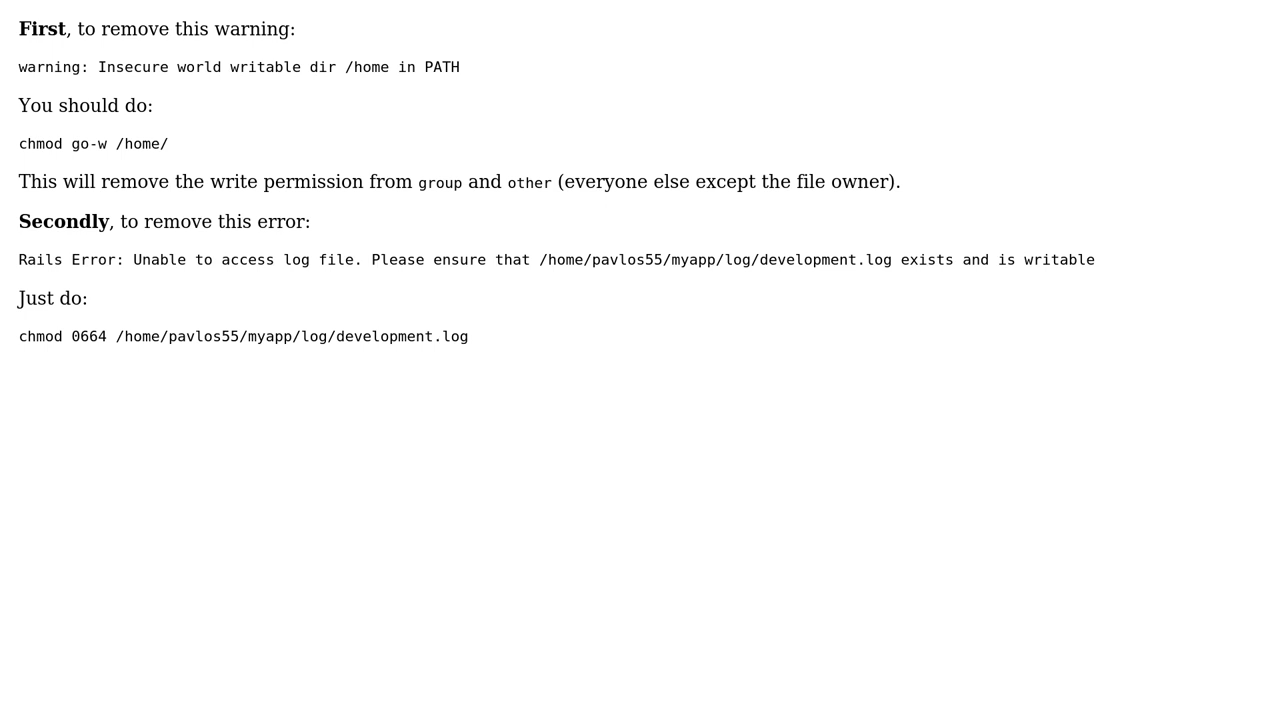 First, to remove this warning:
warning: Insecure world writable dir /home in PATH
You should do:
chmod go-w /home/
This will remove the write permission from group and other (everyone else except the file owner).
Secondly, to remove this error:
Rails Error: Unable to access log file. Please ensure that /home/pavlos55/myapp/log/development.log exists and is writable
Just do:
chmod 0664 /home/pavlos55/myapp/log/development.log